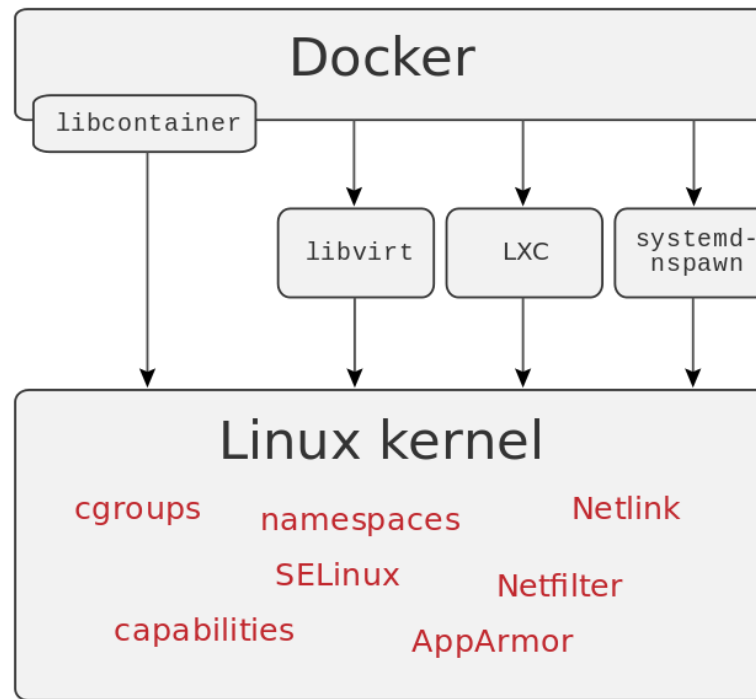 Docker
libcontainer
libvirt
LXC
systemd-
nspawn
Linux kernel
cgroups
namespaces
Netlink
SELinux
Netfilter
capabilities
AppArmor